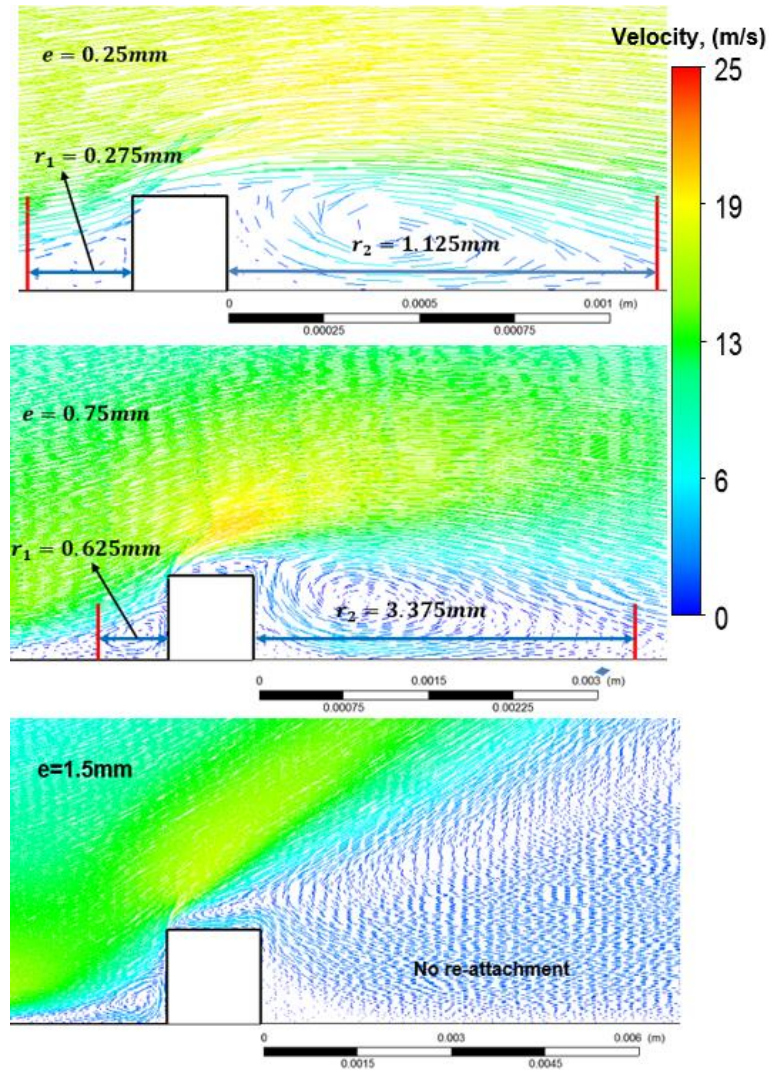 Velocity, (m/s)
25
19
13
6
0
e = 0.25mm
r₁ = 0.275mm
r₂ = 1.125mm
0 0.0005 0.001 (m)
0.00025 0.00075
e = 0.75mm
r₁ = 0.625mm
r₂ = 3.375mm
0 0.0015 0.003 (m)
0.00075 0.00225
e=1.5mm
No re-attachment
0 0.003 0.006 (m)
0.0015 0.0045